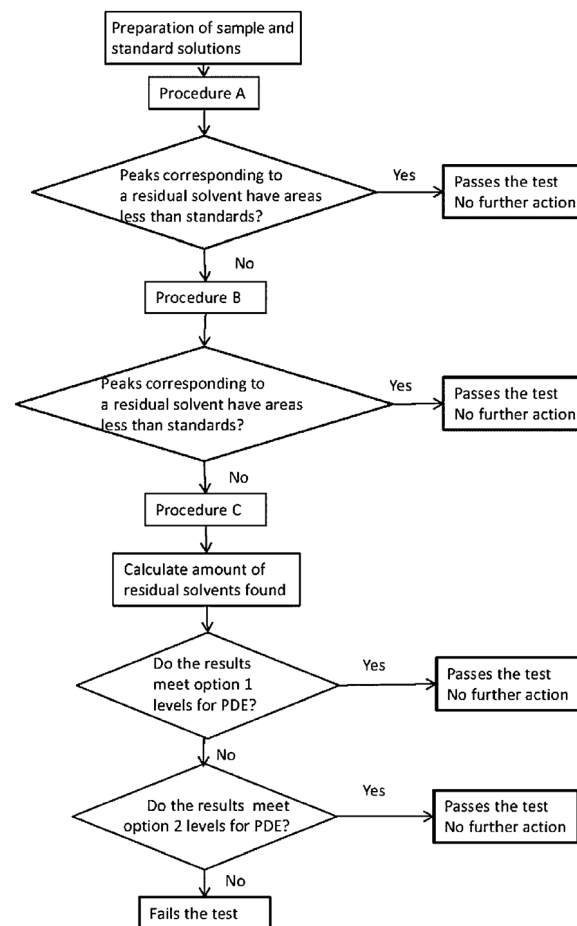 Preparation of sample and
standard solutions
Procedure A
Peaks corresponding to
a residual solvent have areas
less than standards?
Yes
Passes the test
No further action
No
Procedure B
Peaks corresponding to
a residual solvent have areas
less than standards?
Yes
Passes the test
No further action
No
Procedure C
Calculate amount of
residual solvents found
Do the results
meet option 1
levels for PDE?
Yes
Passes the test
No further action
No
Do the results meet
option 2 levels for PDE?
Yes
Passes the test
No further action
No
Fails the test